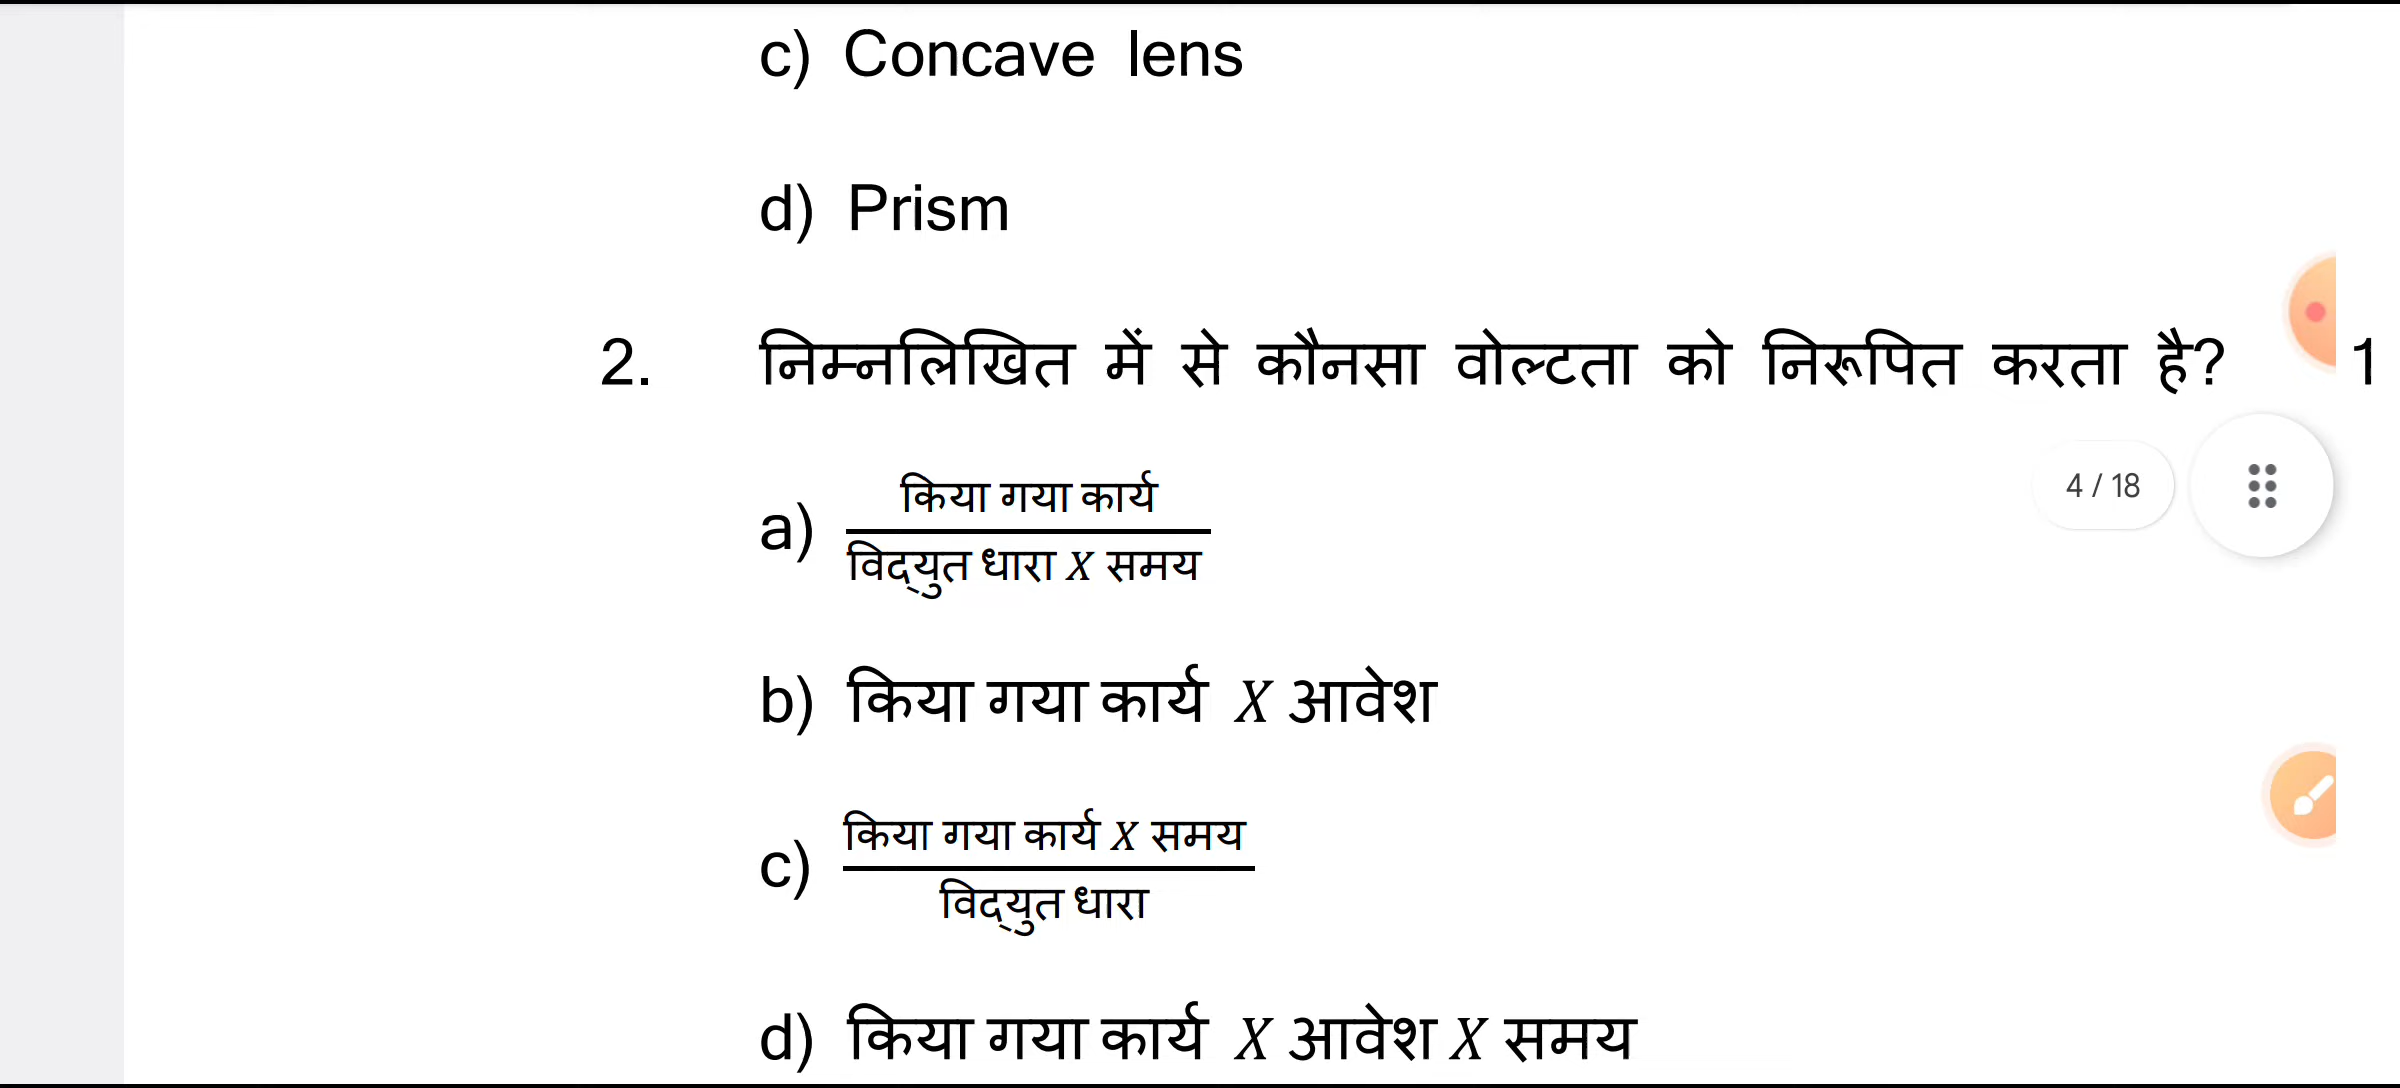 c) Concave lens
d) Prism
2. निम्नलिखित में से कौनसा वोल्टता को निरूपित करता है? 1
4 / 18
a) किया गया कार्य
विद्युत धारा X समय
b) किया गया कार्य X आवेश
c) किया गया कार्य X समय
विद्युत धारा
d) किया गया कार्य X आवेश X समय